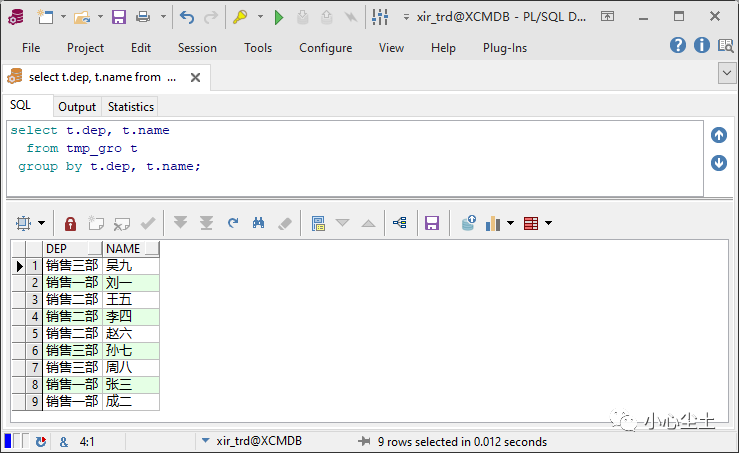 xir_trd@XCMDB - PL/SQL D...
File Project Edit Session Tools Configure View Help Plug-Ins
select t.dep, t.name from ...
SQL Output Statistics
select t.dep, t.name
from tmp_gro t
group by t.dep, t.name;
DEP NAME
1 销售三部 吴九
2 销售一部 刘一
3 销售二部 王五
4 销售二部 李四
5 销售二部 赵六
6 销售三部 孙七
7 销售三部 周八
8 销售一部 张三
9 销售一部 成二
小心尘土
& 4:1 xir_trd@XCMDB 9 rows selected in 0.012 seconds